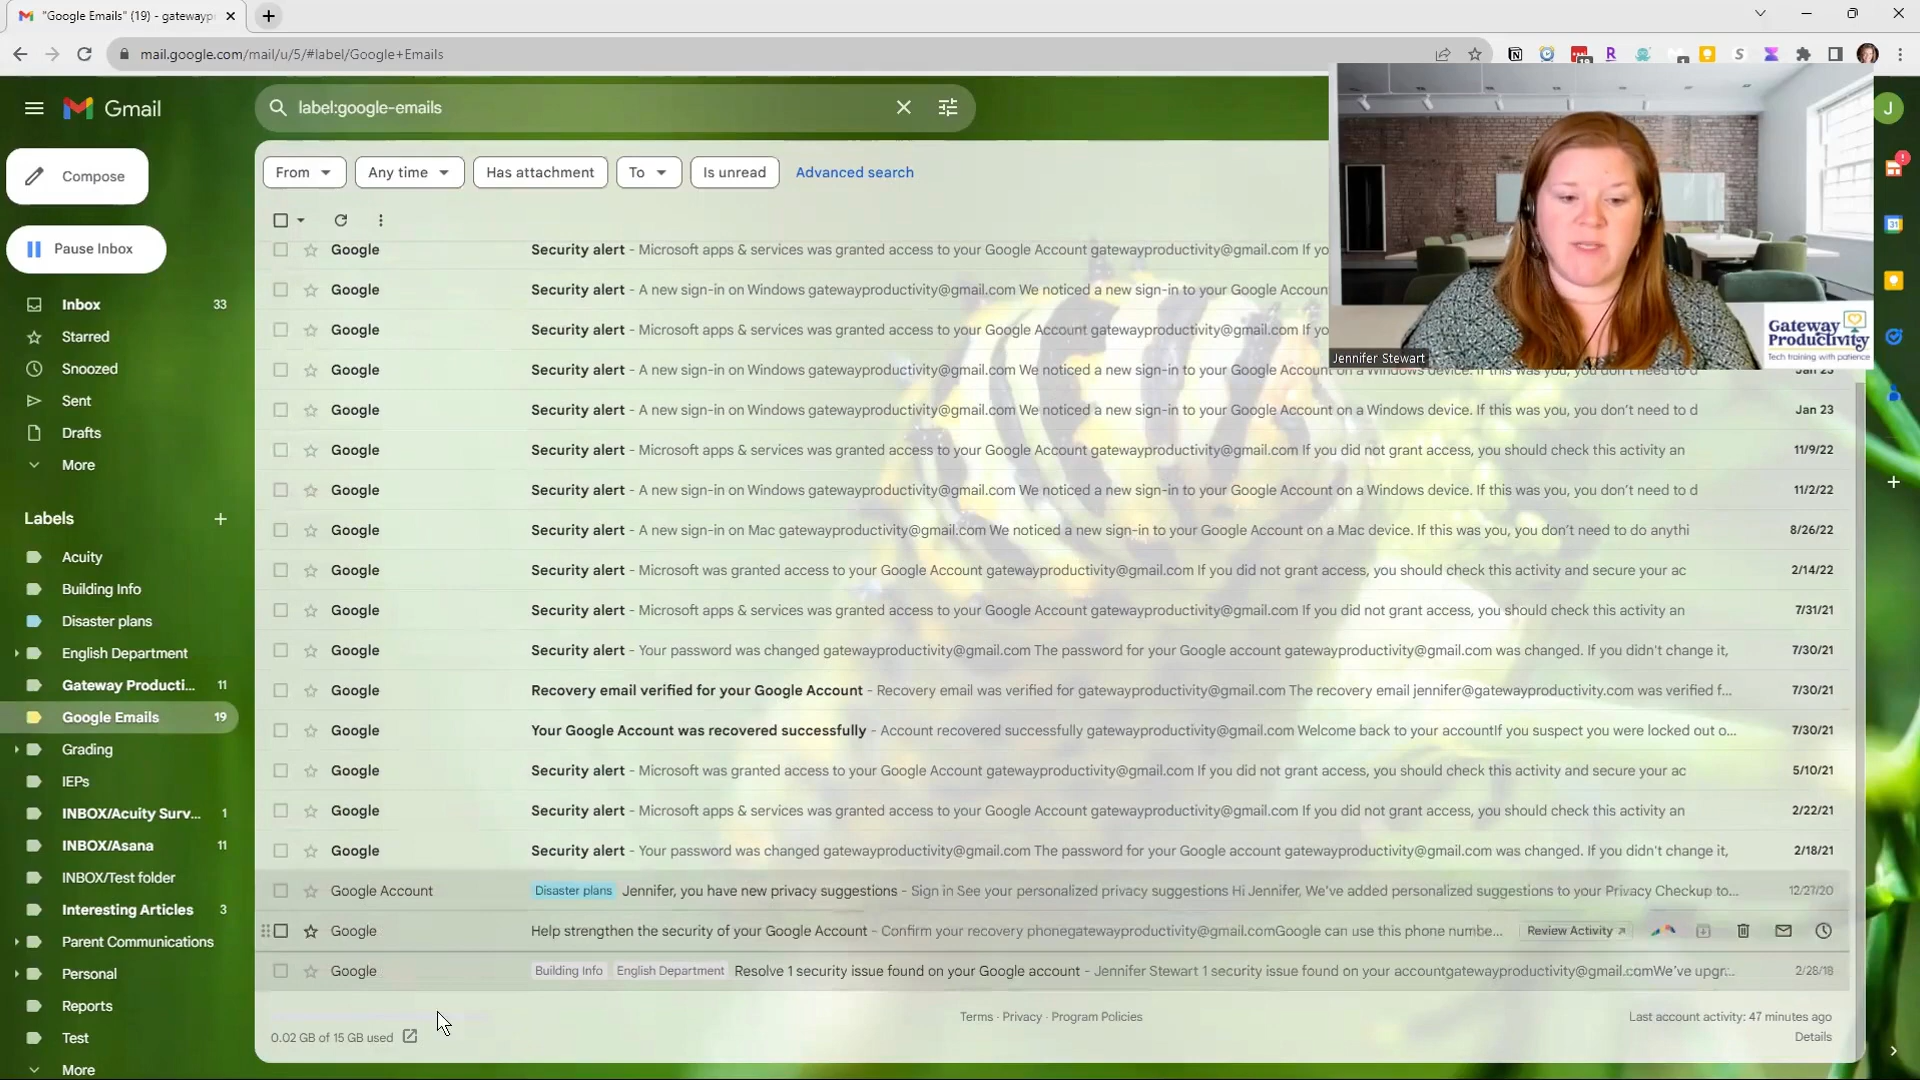 "Google Emails" (19) - gatewaypr
mail.google.com/mail/u/5/#label/Google+Emails
Gmail
label:google-emails
J
Compose
From
Any time
Has attachment
To
Is unread
Advanced search
Pause Inbox
Google Security alert - Microsoft apps & services was granted access to your Google Account gatewayproductivity@gmail.com If yo
Google Security alert - A new sign-in on Windows gatewayproductivity@gmail.com We noticed a new sign-in to your Google Accoun
Google Security alert - Microsoft apps & services was granted access to your Google Account gatewayproductivity@gmail.com If yo
Google Security alert - A new sign-in on Windows gatewayproductivity@gmail.com We noticed a new sign-in to your Google Account on a Windows device. If this was you, you don't need to d Jan 23
Google Security alert - A new sign-in on Windows gatewayproductivity@gmail.com We noticed a new sign-in to your Google Account on a Windows device. If this was you, you don't need to d Jan 23
Google Security alert - Microsoft apps & services was granted access to your Google Account gatewayproductivity@gmail.com If you did not grant access, you should check this activity an 11/9/22
Google Security alert - A new sign-in on Windows gatewayproductivity@gmail.com We noticed a new sign-in to your Google Account on a Windows device. If this was you, you don't need to d 11/2/22
Google Security alert - A new sign-in on Mac gatewayproductivity@gmail.com We noticed a new sign-in to your Google Account on a Mac device. If this was you, you don't need to do anythi 8/26/22
Google Security alert - Microsoft was granted access to your Google Account gatewayproductivity@gmail.com If you did not grant access, you should check this activity and secure your ac 2/14/22
Google Security alert - Microsoft apps & services was granted access to your Google Account gatewayproductivity@gmail.com If you did not grant access, you should check this activity an 7/31/21
Google Security alert - Your password was changed gatewayproductivity@gmail.com The password for your Google account gatewayproductivity@gmail.com was changed. If you didn't change it, 7/30/21
Google Recovery email verified for your Google Account - Recovery email was verified for gatewayproductivity@gmail.com The recovery email jennifer@gatewayproductivity.com was verified f... 7/30/21
Google Your Google Account was recovered successfully - Account recovered successfully gatewayproductivity@gmail.com Welcome back to your accountIf you suspect you were locked out o... 7/30/21
Google Security alert - Microsoft was granted access to your Google Account gatewayproductivity@gmail.com If you did not grant access, you should check this activity and secure your ac 5/10/21
Google Security alert - Microsoft apps & services was granted access to your Google Account gatewayproductivity@gmail.com If you did not grant access, you should check this activity an 2/22/21
Google Security alert - Your password was changed gatewayproductivity@gmail.com The password for your Google account gatewayproductivity@gmail.com was changed. If you didn't change it, 2/18/21
Google Account Disaster plans Jennifer, you have new privacy suggestions - Sign in See your personalized privacy suggestions Hi Jennifer, We've added personalized suggestions to your Privacy Checkup to... 12/27/20
Google Help strengthen the security of your Google Account - Confirm your recovery phonegatewayproductivity@gmail.comGoogle can use this phone numbe... Review Activity
Google Building Info English Department Resolve 1 security issue found on your Google account - Jennifer Stewart 1 security issue found on your accountgatewayproductivity@gmail.comWe've upgr... 2/28/18
Inbox 33
Starred
Snoozed
Sent
Drafts
More
Labels
Acuity
Building Info
Disaster plans
English Department
Gateway Producti... 11
Google Emails 19
Grading
IEPs
INBOX/Acuity Surv... 1
INBOX/Asana 11
INBOX/Test folder
Interesting Articles 3
Parent Communications
Personal
Reports
Test
More
Jennifer Stewart
Gateway
Productivity
Tech training with patience
0.02 GB of 15 GB used
Terms · Privacy · Program Policies
Last account activity: 47 minutes ago
Details